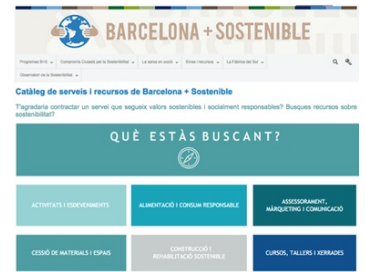 BARCELONA + SOSTENIBLE
Programes B+S Compromís Ciutadà per la Sostenibilitat La xarxa en acció Eines i recursos La Fàbrica del Sol
Observatori de la Sostenibilitat
Catàleg de serveis i recursos de Barcelona + Sostenible
T'agradaria contractar un servei que segueix valors sostenibles i socialment responsables? Busques recursos sobre
sostenibilitat?
QUÈ ESTÀS BUSCANT?
ACTIVITATS I ESDEVENIMENTS
ALIMENTACIÓ I CONSUM RESPONSABLE
ASSESSORAMENT,
MÀRQUETING I COMUNICACIÓ
CESSIÓ DE MATERIALS I ESPAIS
CONSTRUCCIÓ I
REHABILITACIÓ SOSTENIBLE
CURSOS, TALLERS I XERRADES